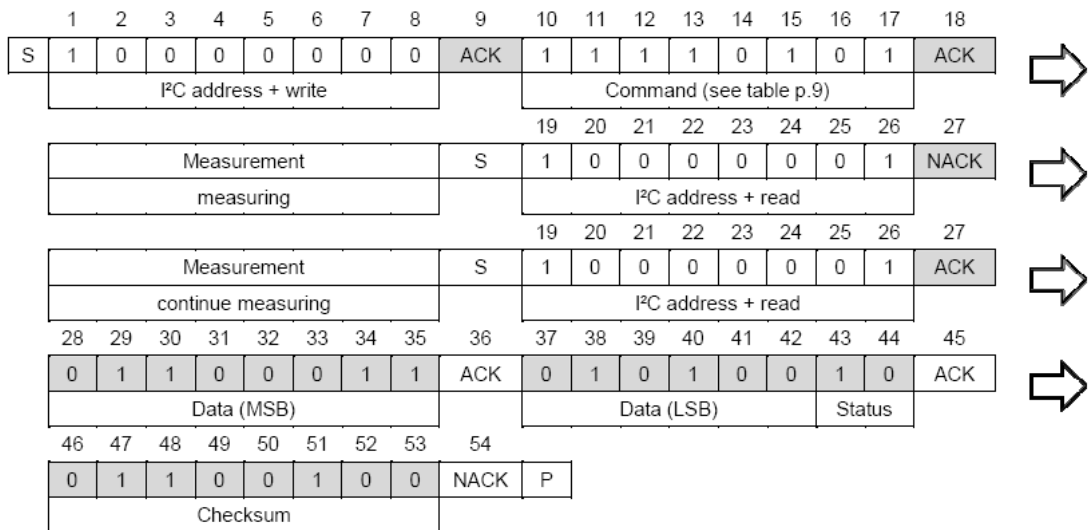 1 2 3 4 5 6 7 8 9 10 11 12 13 14 15 16 17 18
S 1 0 0 0 0 0 0 0 ACK 1 1 1 1 0 1 0 1 ACK
I²C address + write Command (see table p.9)
19 20 21 22 23 24 25 26 27
Measurement S 1 0 0 0 0 0 0 1 NACK
measuring I²C address + read
19 20 21 22 23 24 25 26 27
Measurement S 1 0 0 0 0 0 0 1 ACK
continue measuring I²C address + read
28 29 30 31 32 33 34 35 36 37 38 39 40 41 42 43 44 45
0 1 1 0 0 0 1 1 ACK 0 1 0 1 0 0 1 0 ACK
Data (MSB) Data (LSB) Status
46 47 48 49 50 51 52 53 54
0 1 1 0 0 1 0 0 NACK P
Checksum